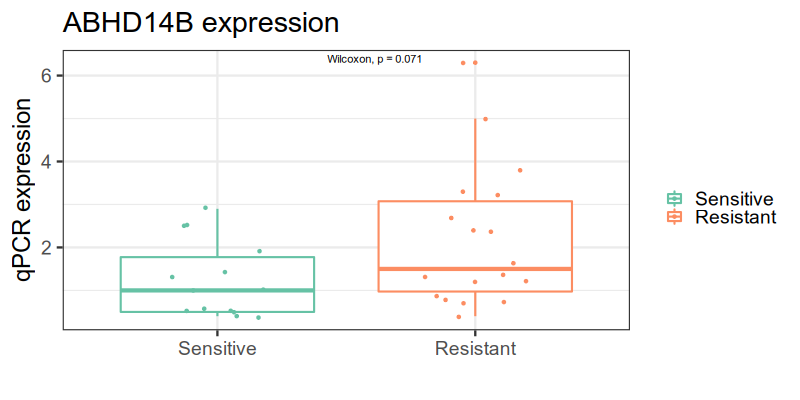 ABHD14B expression
Wilcoxon, p = 0.071
qPCR expression
6
4
2
Sensitive
Resistant
Sensitive
Resistant